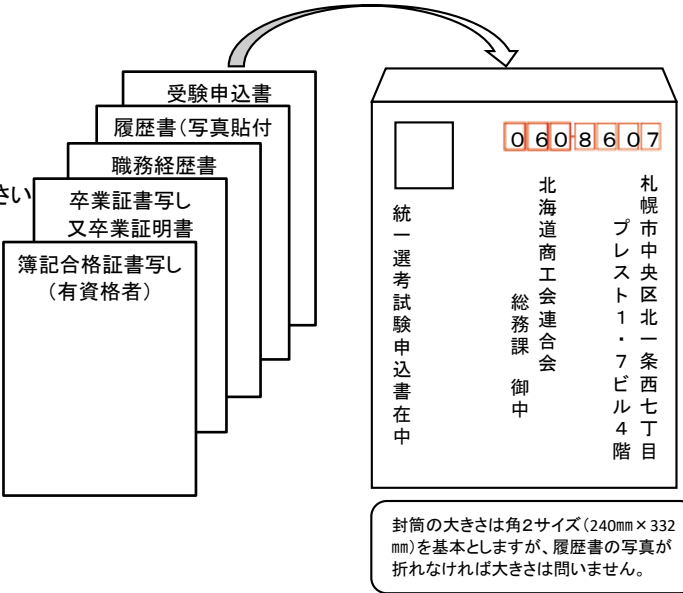 受験申込書
履歴書(写真貼付
職務経歴書
さい
卒業証書写し
又卒業証明書
簿記合格証書写し
(有資格者)
0608607
札幌市中央区北一条西七丁目
プレスト1・7ビル4階
北海道商工会連合会
総務課 御中
統一選考試験申込書在中
封筒の大きさは角2サイズ(240㎜×332
㎜)を基本としますが、履歴書の写真が
折れなければ大きさは問いません。